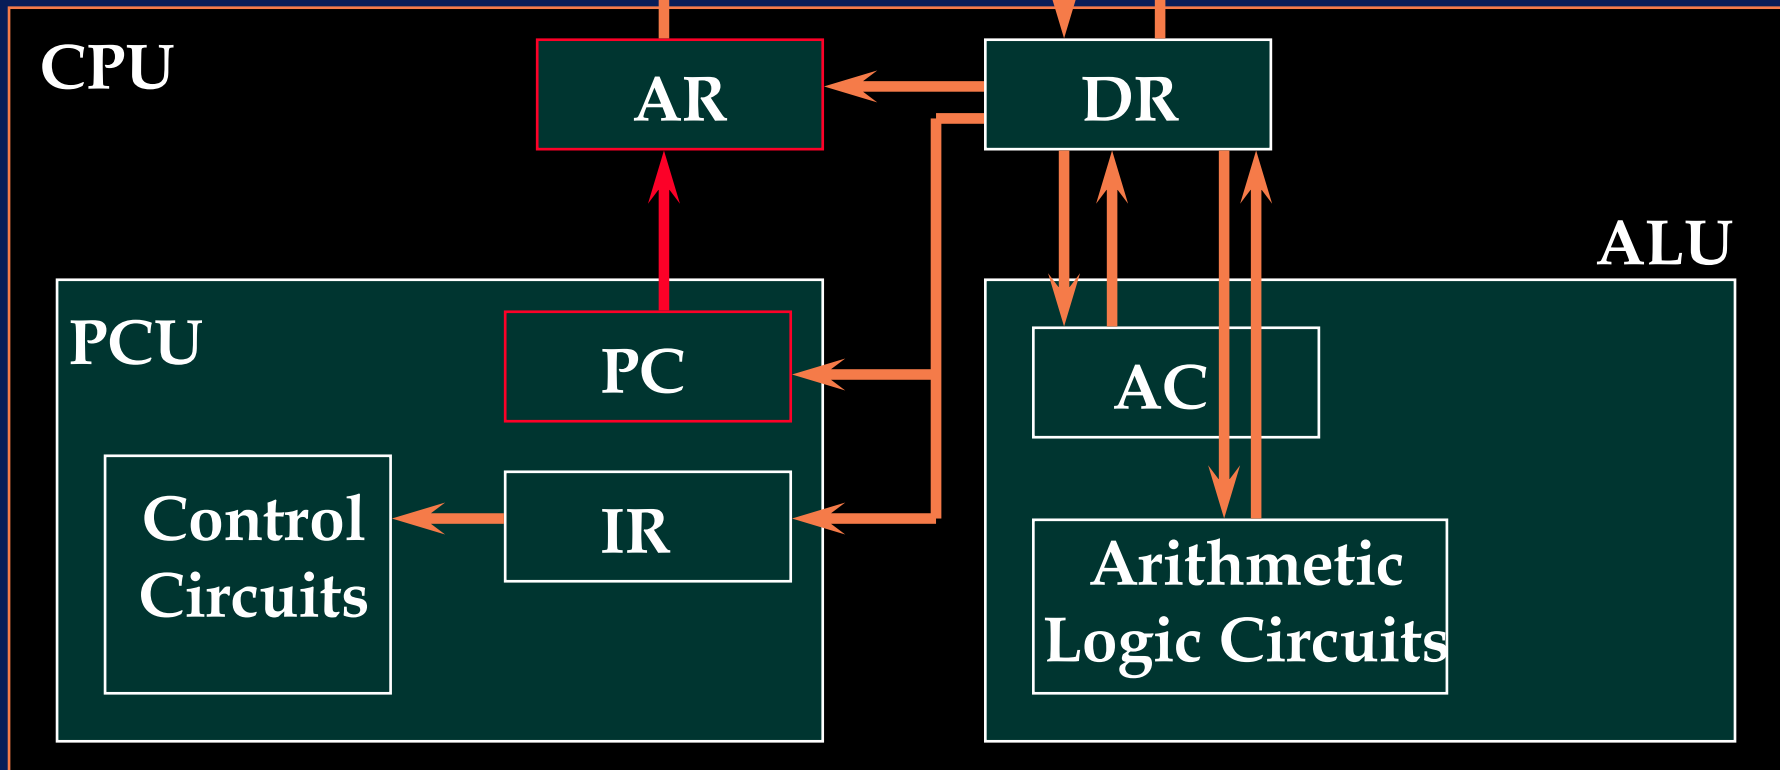 CPU
AR
DR
ALU
PCU
PC
AC
Control
Circuits
IR
Arithmetic
Logic Circuits